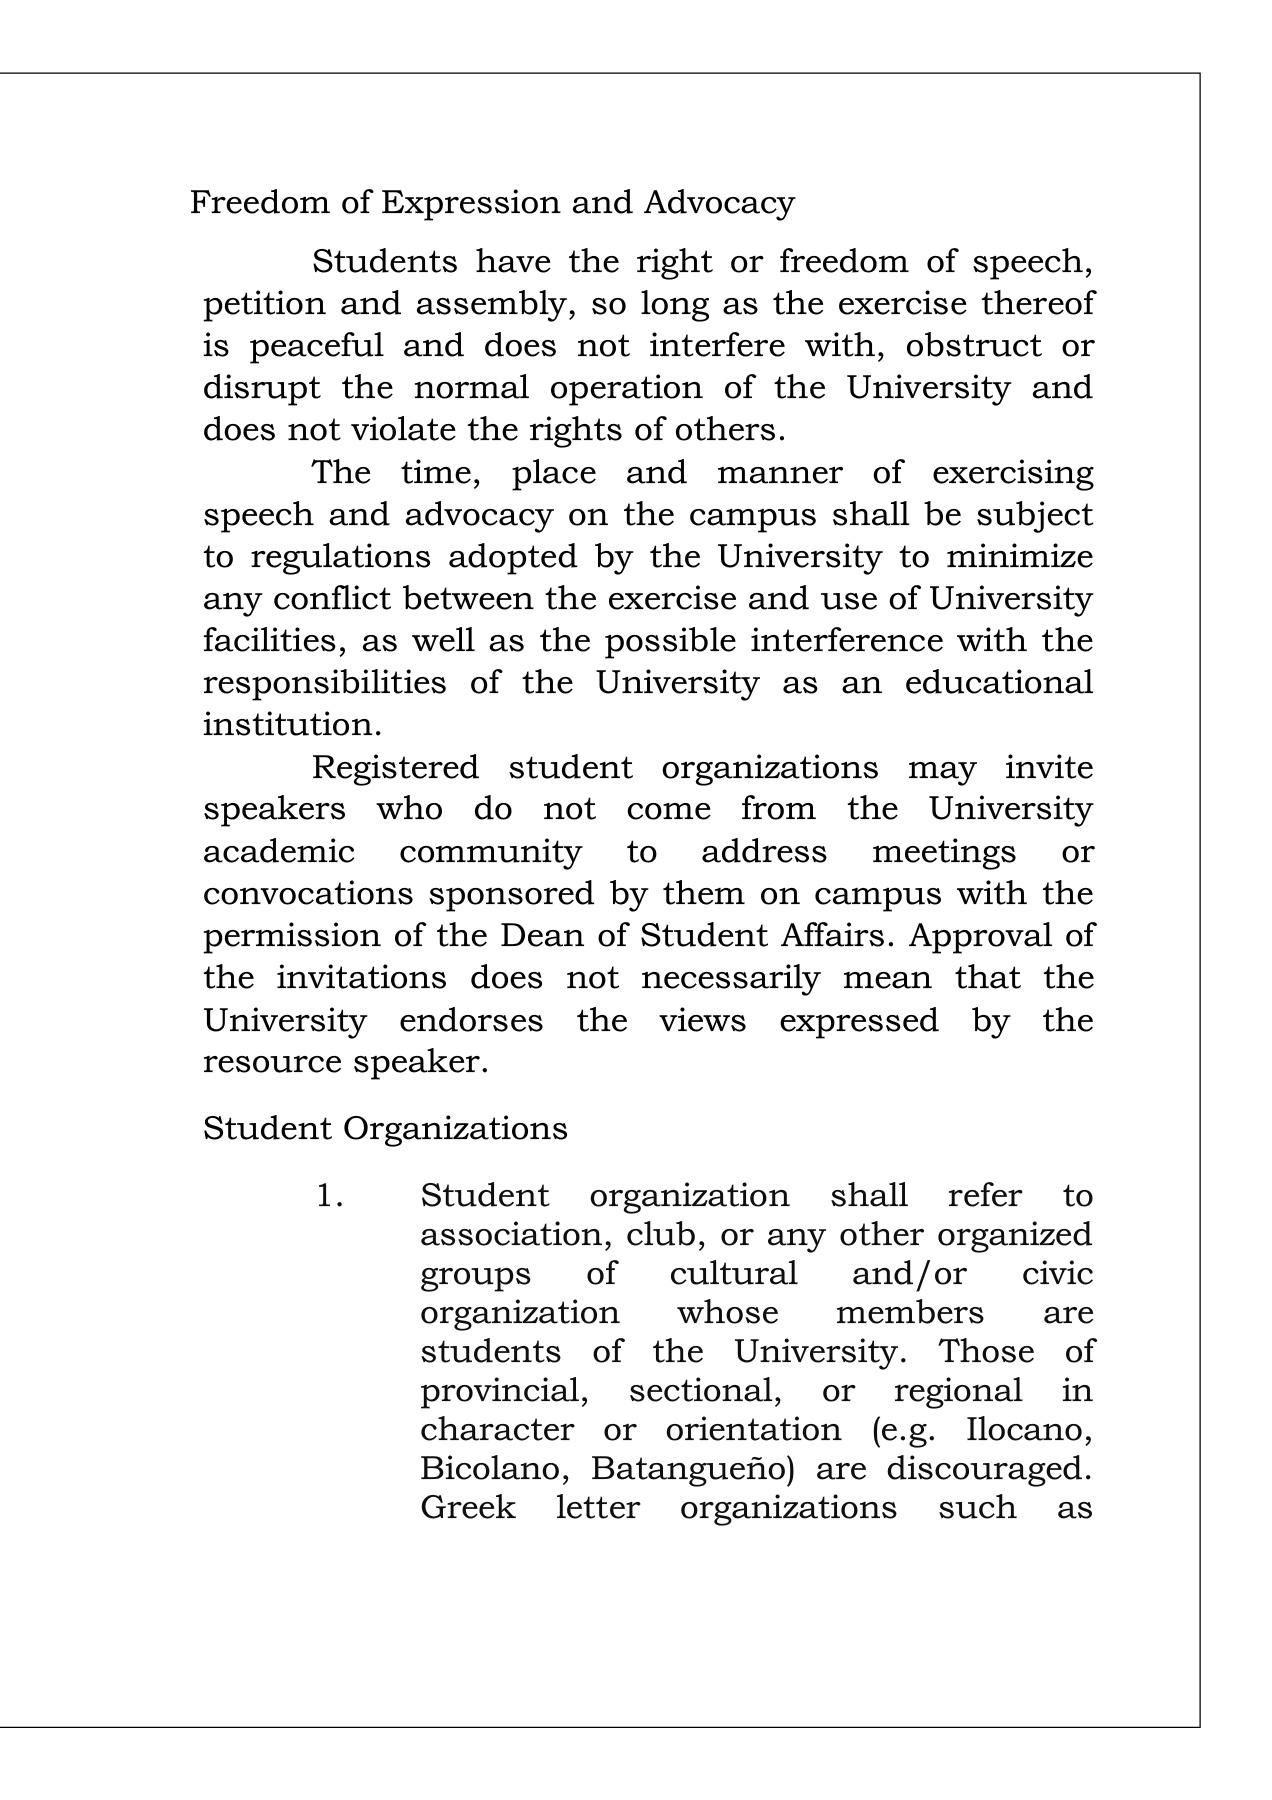 Freedom of Expression and Advocacy
Students have the right or freedom of speech,
petition and assembly, so long as the exercise thereof
is peaceful and does not interfere with, obstruct or
disrupt the normal operation of the University and
does not violate the rights of others.
The time, place and manner of exercising
speech and advocacy on the campus shall be subject
to regulations adopted by the University to minimize
any conflict between the exercise and use of University
facilities, as well as the possible interference with the
responsibilities of the University as an educational
institution.
Registered student organizations may invite
speakers who do not come from the University
academic community to address meetings or
convocations sponsored by them on campus with the
permission of the Dean of Student Affairs. Approval of
the invitations does not necessarily mean that the
University endorses the views expressed by the
resource speaker.
Student Organizations
1. Student organization shall refer to
association, club, or any other organized
groups of cultural and/or civic
organization whose members are
students of the University. Those of
provincial, sectional, or regional in
character or orientation (e.g. Ilocano,
Bicolano, Batangueño) are discouraged.
Greek letter organizations such as